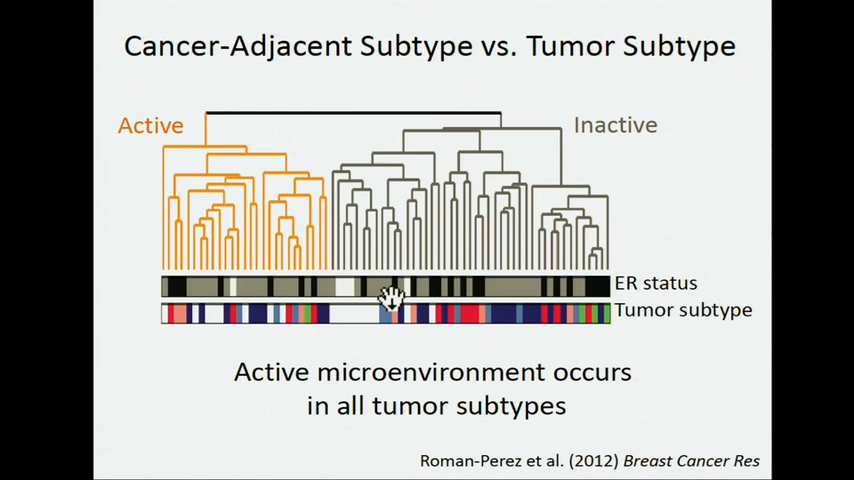 Cancer-Adjacent Subtype vs. Tumor Subtype
Active
Inactive
ER status
Tumor subtype
Active microenvironment occurs
in all tumor subtypes
Roman-Perez et al. (2012) Breast Cancer Res